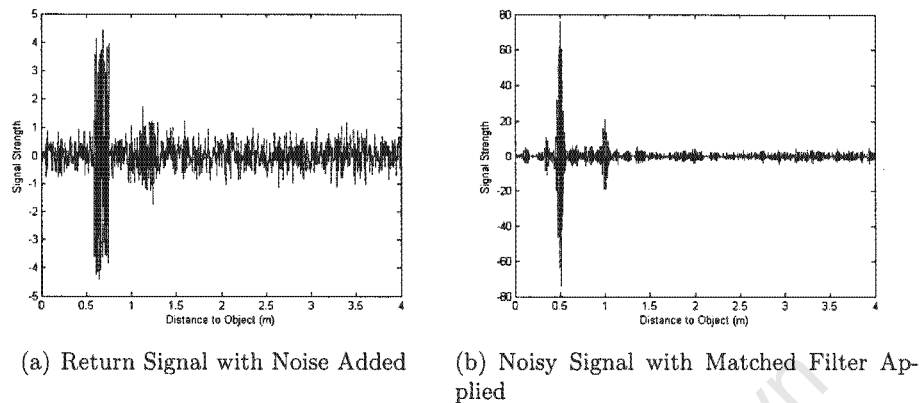 5
4
3
2
1
0
-1
-2
-3
-4
-5
Signal Strength
0 0.5 1 1.5 2 2.5 3 3.5 4
Distance to Object (m)
(a) Return Signal with Noise Added
80
60
40
20
0
-20
-40
-60
-80
Signal Strength
0 0.5 1 1.5 2 2.5 3 3.5 4
Distance to Object (m)
(b) Noisy Signal with Matched Filter Ap-
plied